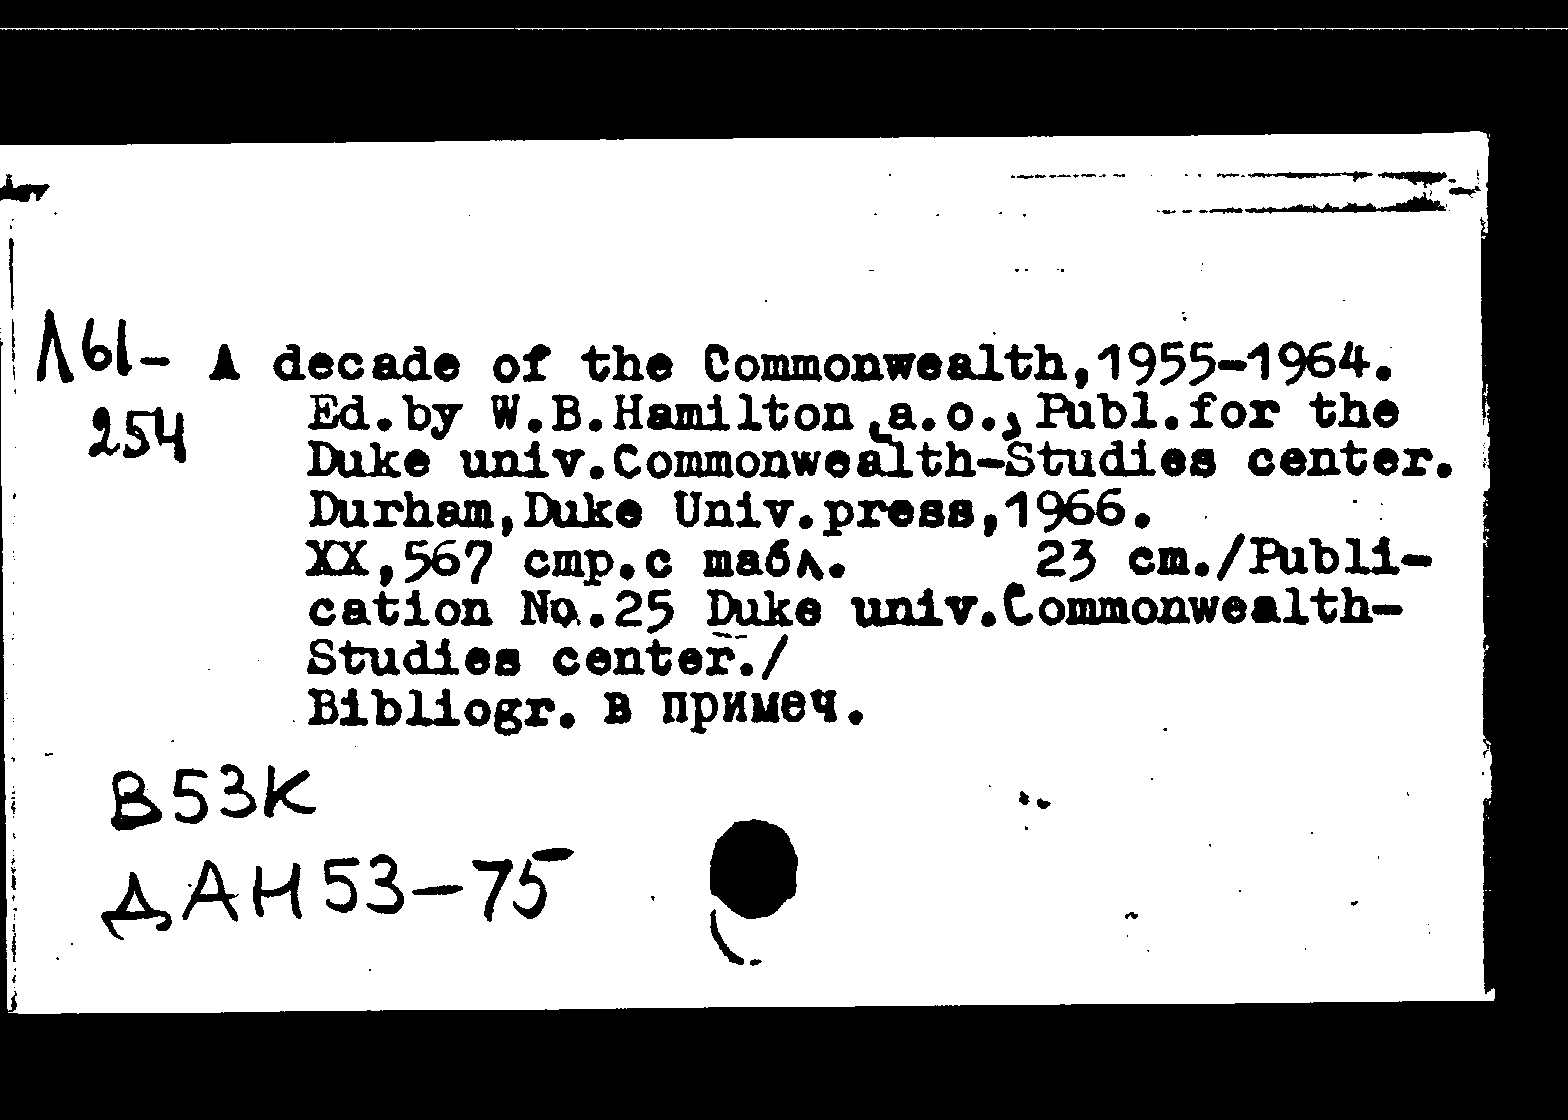 Л61- A decade of the Commonwealth,1955-1964.
254 Ed.by W.B.Hamilton,a.o., Publ.for the
Duke univ.Commonwealth-Studies center.
Durham,Duke Univ.press,1966.
XX,567 стр.с табл. 23 cm./Publi-
cation No.25 Duke univ.Commonwealth-
Studies center./
Bibliogr. в примеч.
В53К
ДАН53-75